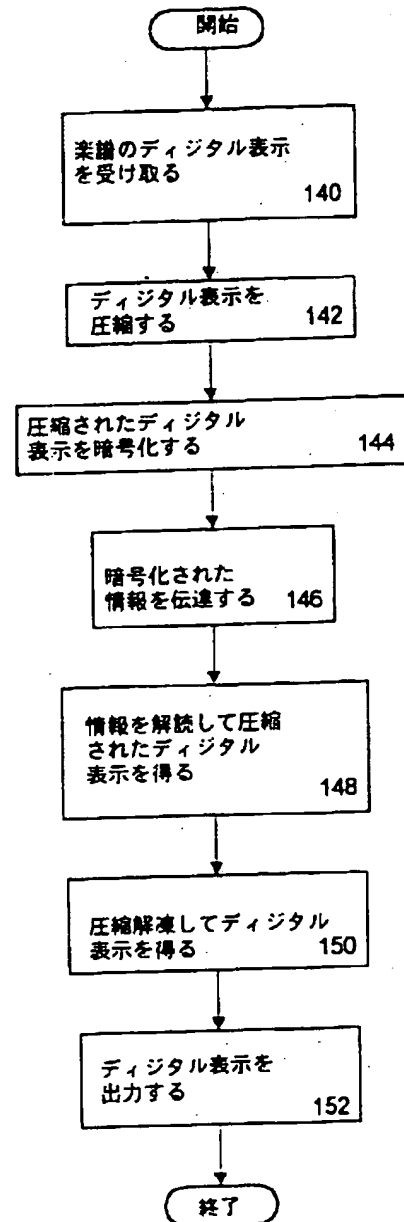 開始
楽譜のディジタル表示
を受け取る
140
ディジタル表示を
圧縮する 142
圧縮されたディジタル
表示を暗号化する 144
暗号化された
情報を伝達する 146
情報を解読して圧縮
されたディジタル
表示を得る
148
圧縮解凍してディジタル
表示を得る 150
ディジタル表示を
出力する
152
終了